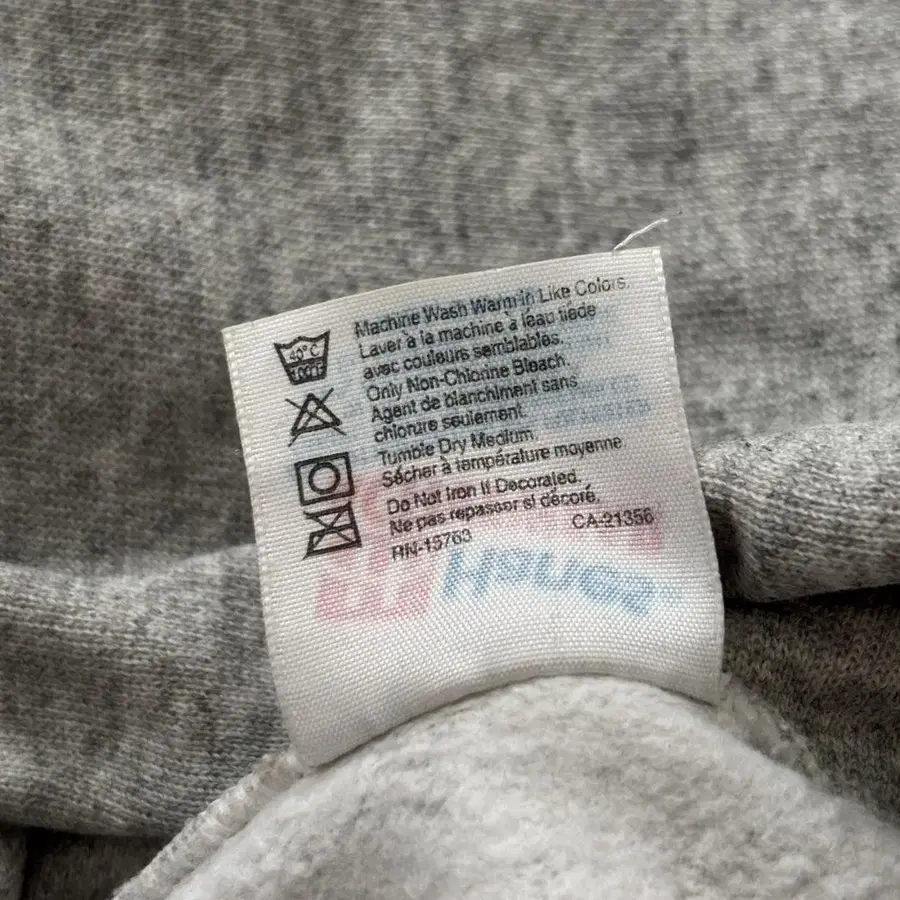 Machine Wash Warm in Like Colors.
Laver à la machine à l'eau tiède
avec couleurs semblables.
40°C
Only Non-Chlorine Bleach.
Agent de blanchiment sans
chlorure seulement.
Tumble Dry Medium.
Sécher à température moyenne
Do Not Iron If Decorated.
Ne pas repasser si décoré.
RN-15763 CA-21356